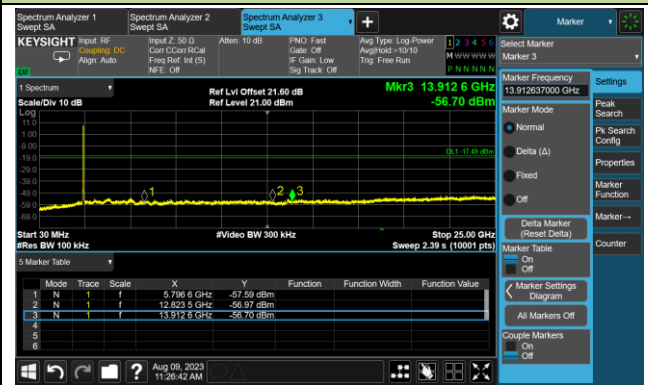 Spectrum Analyzer 1
Swept SA
Spectrum Analyzer 2
Swept SA
Spectrum Analyzer 3
Swept SA
Marker
KEYSIGHT
Input: RF
Coupling: DC
Align: Auto
Input Z: 50 Ω
Corr CCorr RCal
Freq Ref: Int (S)
NFE: Off
Atten: 10 dB
PNO: Fast
Gate: Off
IF Gain: Low
Sig Track: Off
Avg Type: Log-Power
Avg|Hold:>10/10
Trig: Free Run
1 2 3 4 5 6
M W W W W W
P N N N N N
LXI
Select Marker
Marker 3
1 Spectrum
Scale/Div 10 dB
Log
Ref Lvl Offset 21.60 dB
Ref Level 21.00 dBm
Mkr3 13.912 6 GHz
-56.70 dBm
11.0
1.00
-9.00
-19.0
-29.0
-39.0
-49.0
-59.0
-69.0
DL1 -17.49 dBm
1
2
3
Start 30 MHz
#Res BW 100 kHz
#Video BW 300 kHz
Stop 25.00 GHz
Sweep 2.39 s (10001 pts)
5 Marker Table
Mode Trace Scale X Y Function Function Width Function Value
1 N 1 f 5.796 6 GHz -57.59 dBm
2 N 1 f 12.823 5 GHz -56.97 dBm
3 N 1 f 13.912 6 GHz -56.70 dBm
4
5
6
Marker Frequency
13.912637000 GHz
Marker Mode
Normal
Delta (Δ)
Fixed
Off
Delta Marker
(Reset Delta)
Marker Table
On
Off
Marker Settings
Diagram
All Markers Off
Couple Markers
On
Off
Settings
Peak
Search
Pk Search
Config
Properties
Marker
Function
Marker→
Counter
?
Aug 09, 2023
11:26:42 AM